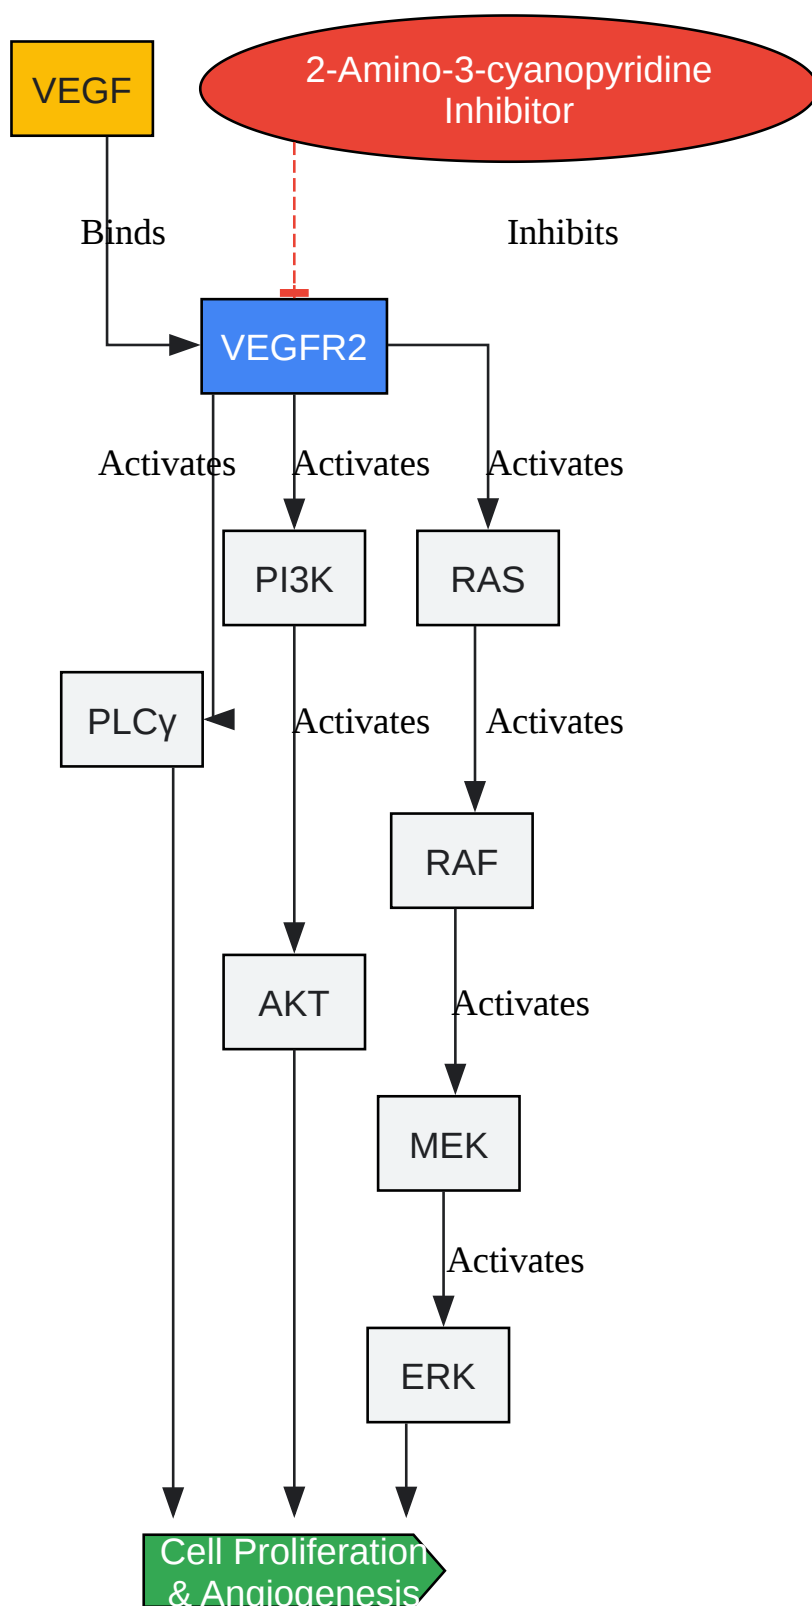 VEGF
2-Amino-3-cyanopyridine
Inhibitor
Binds
Inhibits
VEGFR2
Activates
Activates
Activates
PI3K
RAS
PLCγ
Activates
Activates
RAF
AKT
Activates
MEK
Activates
ERK
Cell Proliferation
& Angiogenesis